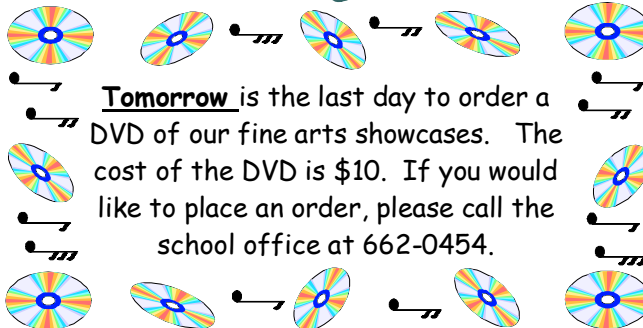 Tomorrow is the last day to order a
DVD of our fine arts showcases.   The
cost of the DVD is $10.  If you would
like to place an order, please call the
school office at 662-0454.